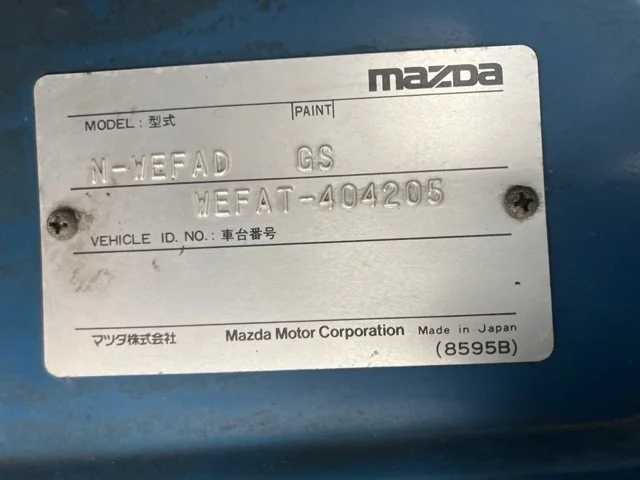 mazda
MODEL : 型式 PAINT
N-WEFAD GS
WEFAT-404205
VEHICLE ID. NO. : 車台番号
マツダ株式会社 Mazda Motor Corporation Made in Japan
(8595B)